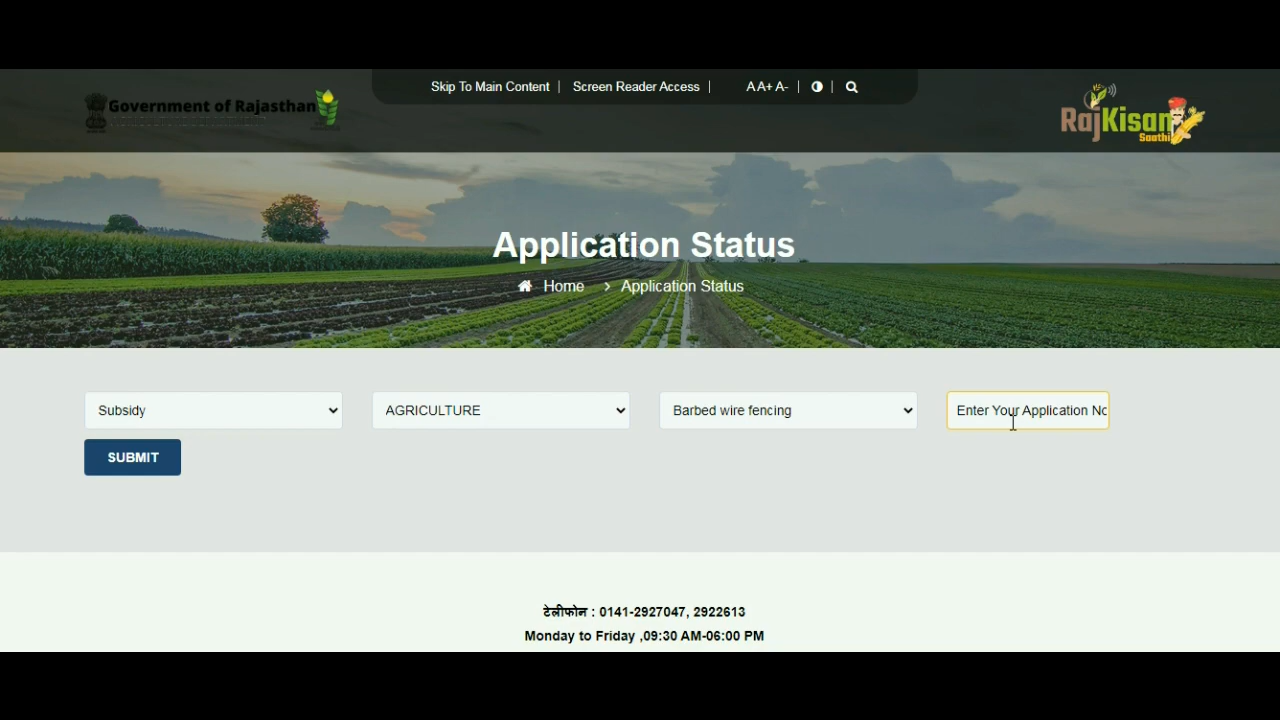 Skip To Main Content
Screen Reader Access
A A+ A-
Government of Rajasthan
RajKisan
Saathi
Application Status
Home > Application Status
Subsidy
AGRICULTURE
Barbed wire fencing
Enter Your Application No
SUBMIT
टेलीफोन : 0141-2927047, 2922613
Monday to Friday ,09:30 AM-06:00 PM